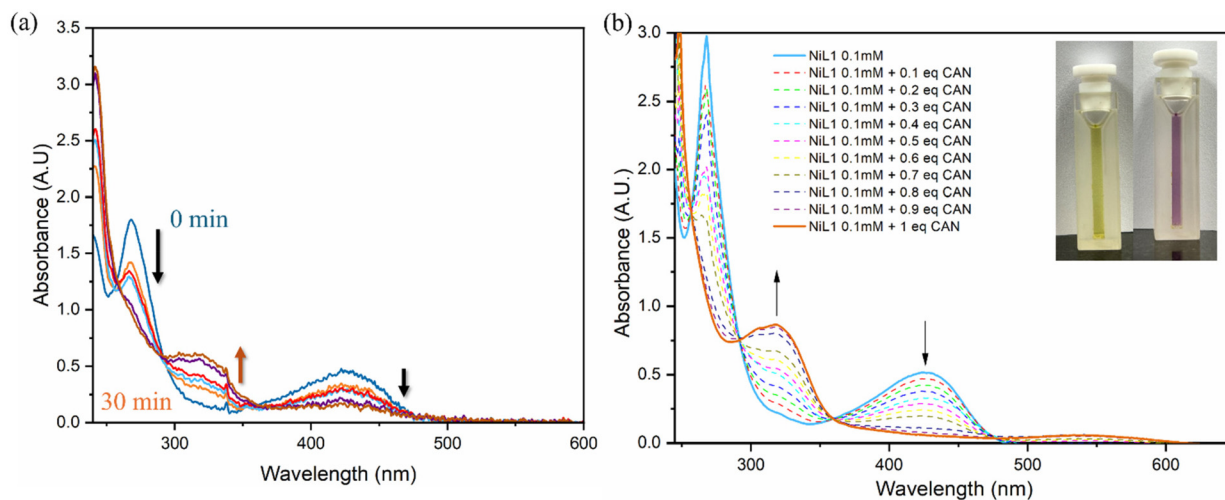 (a)
3.5
3.0
2.5
2.0
1.5
1.0
0.5
0.0
Absorbance (A.U)
0 min
30 min
300
400
500
600
Wavelength (nm)
(b)
3.0
2.5
2.0
1.5
1.0
0.5
0.0
Absorbance (A.U.)
NiL1 0.1mM
NiL1 0.1mM + 0.1 eq CAN
NiL1 0.1mM + 0.2 eq CAN
NiL1 0.1mM + 0.3 eq CAN
NiL1 0.1mM + 0.4 eq CAN
NiL1 0.1mM + 0.5 eq CAN
NiL1 0.1mM + 0.6 eq CAN
NiL1 0.1mM + 0.7 eq CAN
NiL1 0.1mM + 0.8 eq CAN
NiL1 0.1mM + 0.9 eq CAN
NiL1 0.1mM + 1 eq CAN
300
400
500
600
Wavelength (nm)